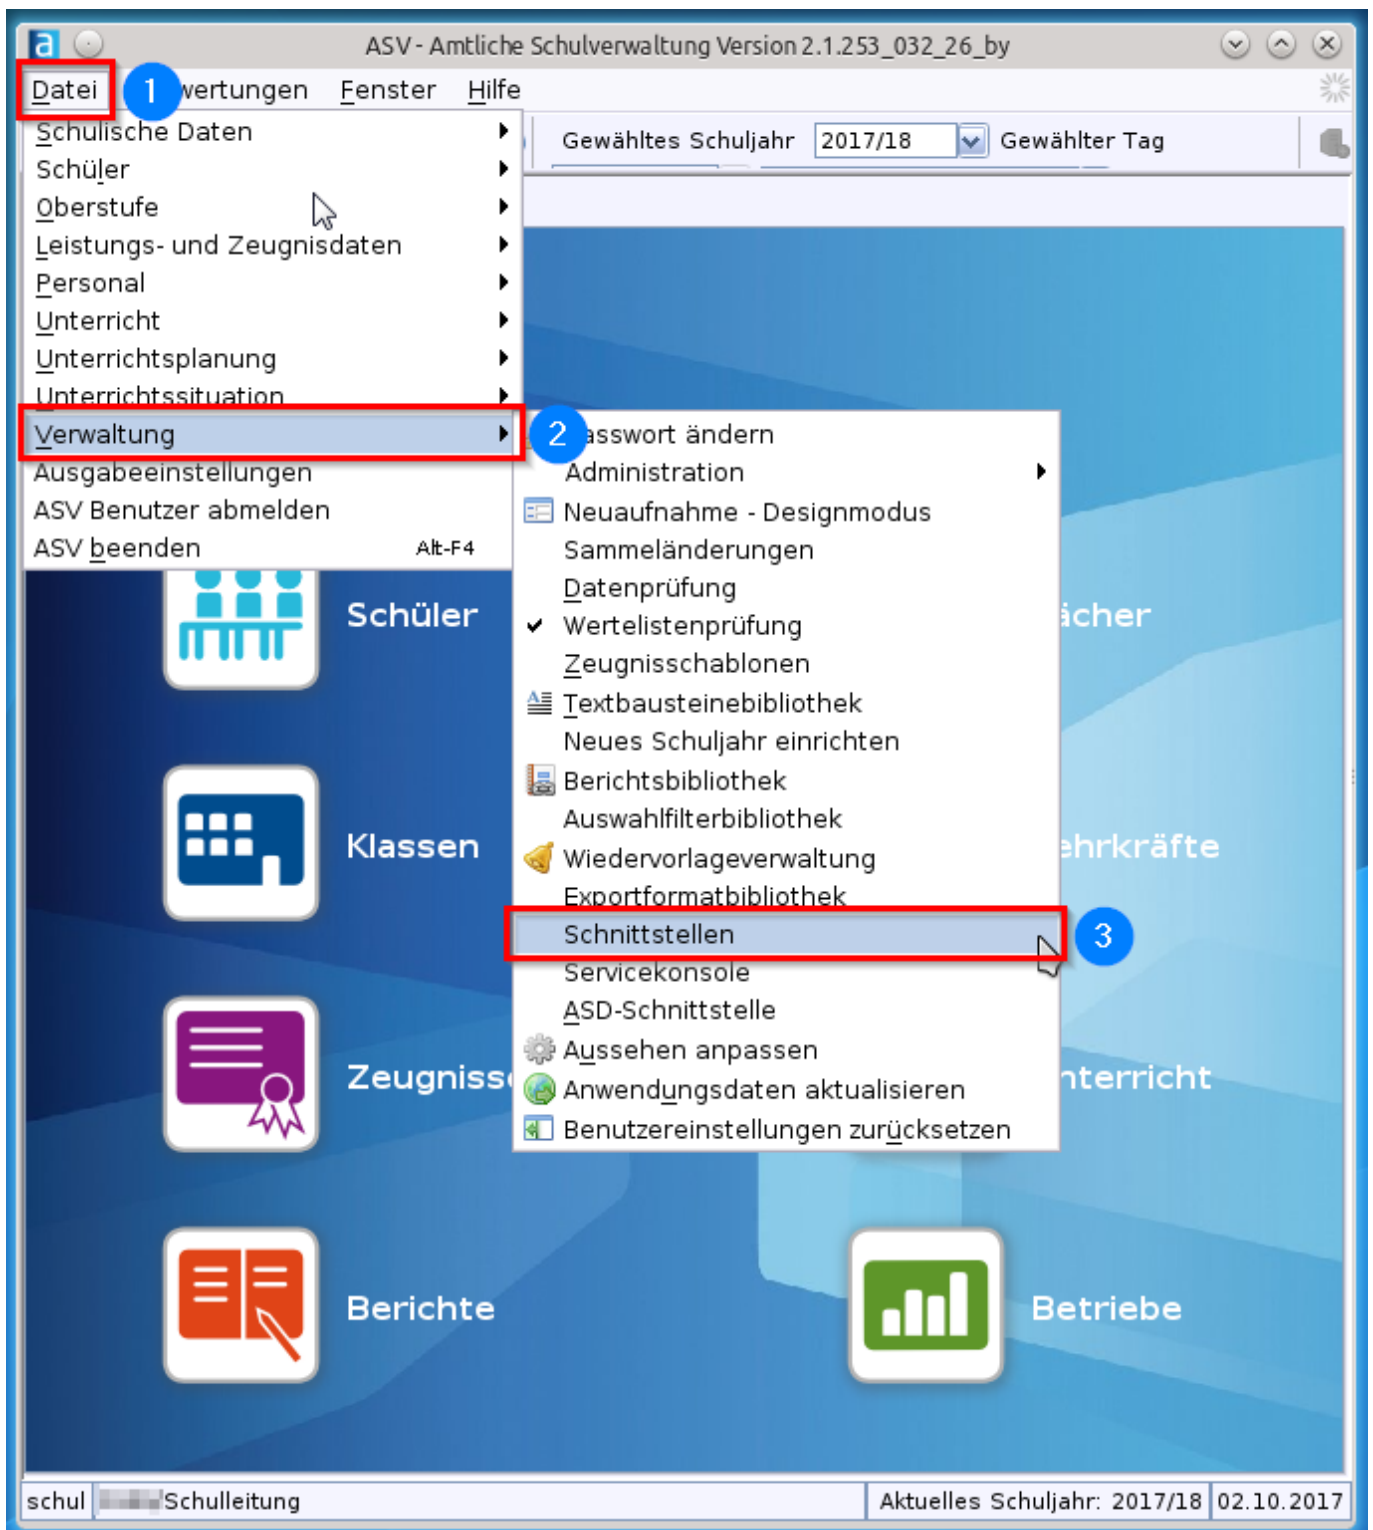 a ASV - Amtliche Schulverwaltung Version 2.1.253_032_26_by
Datei 1 wertungen Fenster Hilfe
Gewähltes Schuljahr 2017/18 Gewählter Tag
Schulische Daten
Schüler
Oberstufe
Leistungs- und Zeugnisdaten
Personal
Unterricht
Unterrichtsplanung
Unterrichtssituation
Verwaltung 2
Ausgabeeinstellungen
ASV Benutzer abmelden
ASV beenden Alt-F4
asswort ändern
Administration
Neuaufnahme - Designmodus
Sammeländerungen
Datenprüfung
Wertelistenprüfung
Zeugnisschablonen
Textbausteinebibliothek
Neues Schuljahr einrichten
Berichtsbibliothek
Auswahlfilterbibliothek
Wiedervorlageverwaltung
Exportformatbibliothek
Schnittstellen 3
Servicekonsole
ASD-Schnittstelle
Aussehen anpassen
Anwendungsdaten aktualisieren
Benutzereinstellungen zurücksetzen
Schüler ächer
Klassen ehrkräfte
Zeugniss nterricht
Berichte Betriebe
schul Schulleitung Aktuelles Schuljahr: 2017/18 02.10.2017